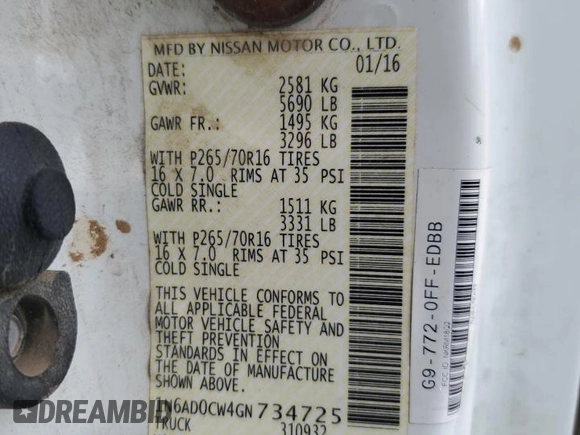 MFD BY NISSAN MOTOR CO., LTD.
DATE: 01/16
GVWR: 2581 KG
5690 LB
GAWR FR.: 1495 KG
3296 LB
WITH P265/70R16 TIRES
16 X 7.0 RIMS AT 35 PSI
COLD SINGLE
GAWR RR.: 1511 KG
3331 LB
WITH P265/70R16 TIRES
16 X 7.0 RIMS AT 35 PSI
COLD SINGLE
THIS VEHICLE CONFORMS TO
ALL APPLICABLE FEDERAL
MOTOR VEHICLE SAFETY AND
THEFT PREVENTION
STANDARDS IN EFFECT ON THE
DATE OF MANUFACTURE SHOWN
ABOVE.
1N6AD0CW4GN734725
TRUCK 310932
G9-772-0FF-EDBB